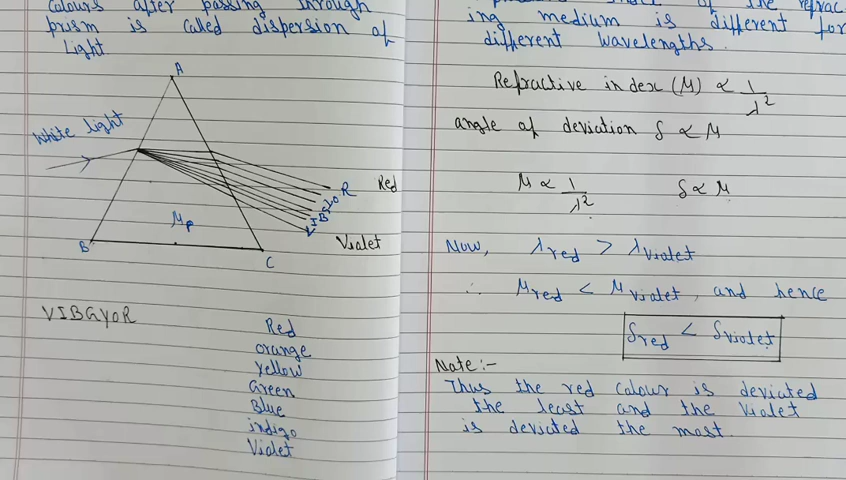 colours after passing through
prism is called dispersion of
Light
A
White light
R
Red
O
B
I
V
Violet
μp
B
C
VIBGYOR
Red
orange
yellow
Green
Blue
indigo
Violet
of the refrac
ing medium is different for
different wavelengths.
Refractive index (μ) ∝ 1/λ²
angle of deviation δ ∝ μ
μ ∝ 1/λ² δ ∝ μ
Now, λred > λviolet
∴ μred < μviolet, and hence
δred < δviolet
Note:-
Thus the red colour is deviated
the least and the violet
is deviated the most.